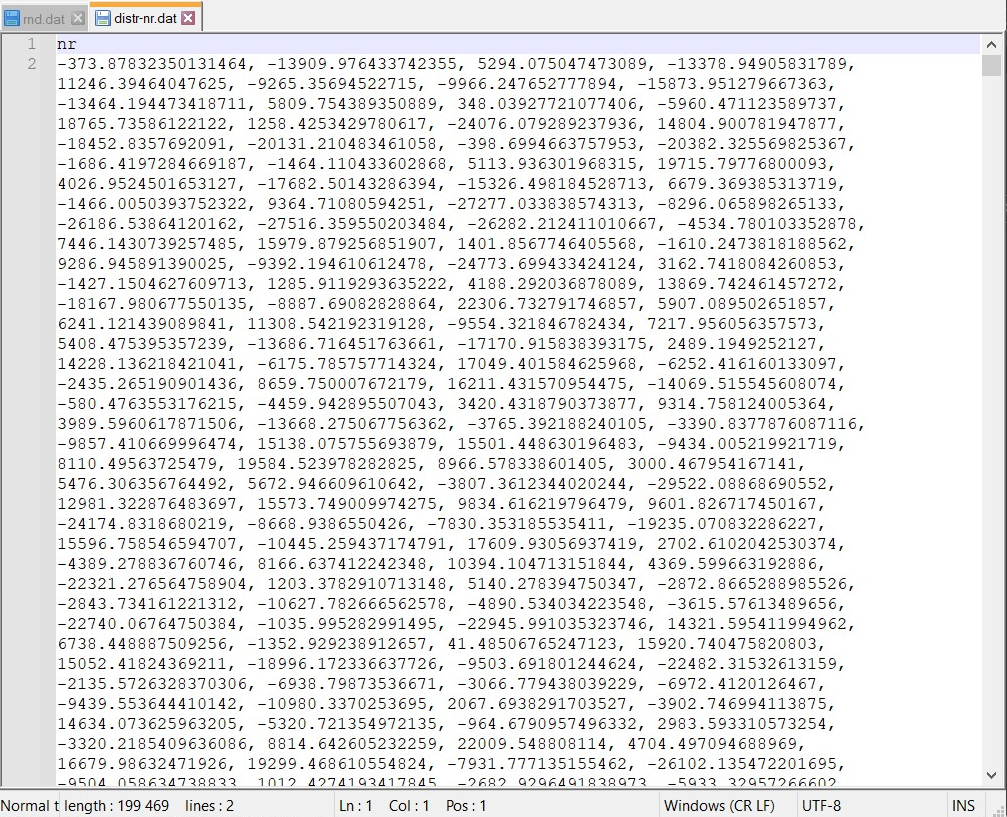 rnd.dat distr-nr.dat
1 nr
2 -373.87832350131464, -13909.976433742355, 5294.075047473089, -13378.94905831789,
11246.39464047625, -9265.35694522715, -9966.247652777894, -15873.951279667363,
-13464.194473418711, 5809.754389350889, 348.03927721077406, -5960.471123589737,
18765.73586122122, 1258.4253429780617, -24076.079289237936, 14804.900781947877,
-18452.8357692091, -20131.210483461058, -398.6994663757953, -20382.325569825367,
-1686.4197284669187, -1464.110433602868, 5113.936301968315, 19715.79776800093,
4026.9524501653127, -17682.50143286394, -15326.498184528713, 6679.369385313719,
-1466.0050393752322, 9364.71080594251, -27277.033838574313, -8296.065898265133,
-26186.53864120162, -27516.359550203484, -26282.212411010667, -4534.780103352878,
7446.1430739257485, 15979.879256851907, 1401.8567746405568, -1610.2473818188562,
9286.945891390025, -9392.194610612478, -24773.699433424124, 3162.7418084260853,
-1427.1504627609713, 1285.9119293635222, 4188.292036878089, 13869.742461457272,
-18167.980677550135, -8887.69082828864, 22306.732791746857, 5907.089502651857,
6241.121439089841, 11308.542192319128, -9554.321846782434, 7217.956056357573,
5408.475395357239, -13686.716451763661, -17170.915838393175, 2489.1949252127,
14228.136218421041, -6175.785757714324, 17049.401584625968, -6252.416160133097,
-2435.265190901436, 8659.750007672179, 16211.431570954475, -14069.515545608074,
-580.4763553176215, -4459.942895507043, 3420.4318790373877, 9314.758124005364,
3989.5960617871506, -13668.275067756362, -3765.392188240105, -3390.8377876087116,
-9857.410669996474, 15138.075755693879, 15501.448630196483, -9434.005219921719,
8110.49563725479, 19584.523978282825, 8966.578338601405, 3000.467954167141,
5476.306356764492, 5672.946609610642, -3807.3612344020244, -29522.08868690552,
12981.322876483697, 15573.749009974275, 9834.616219796479, 9601.826717450167,
-24174.8318680219, -8668.9386550426, -7830.353185535411, -19235.070832286227,
15596.758546594707, -10445.259437174791, 17609.93056937419, 2702.6102042530374,
-4389.278836760746, 8166.637412242348, 10394.104713151844, 4369.599663192886,
-22321.276564758904, 1203.3782910713148, 5140.278394750347, -2872.8665288985526,
-2843.734161221312, -10627.782666562578, -4890.534034223548, -3615.57613489656,
-22740.06764750384, -1035.995282991495, -22945.991035323746, 14321.595411994962,
6738.448887509256, -1352.929238912657, 41.48506765247123, 15920.740475820803,
15052.41824369211, -18996.172336637726, -9503.691801244624, -22482.31532613159,
-2135.5726328370306, -6938.79873536671, -3066.779438039229, -6972.4120126467,
-9439.553644410142, -10980.3370253695, 2067.6938291703527, -3902.746994113875,
14634.073625963205, -5320.721354972135, -964.6790957496332, 2983.593310573254,
-3320.2185409636086, 8814.642605232259, 22009.548808114, 4704.497094688969,
16679.98632471926, 19299.468610554824, -7931.777135155462, -26102.135472201695,
-9504.058634738833, 1012.4274193417845, -2682.9296491838973, -5933.32957266602,
Normal t length : 199 469 lines : 2 Ln : 1 Col : 1 Pos : 1 Windows (CR LF) UTF-8 INS